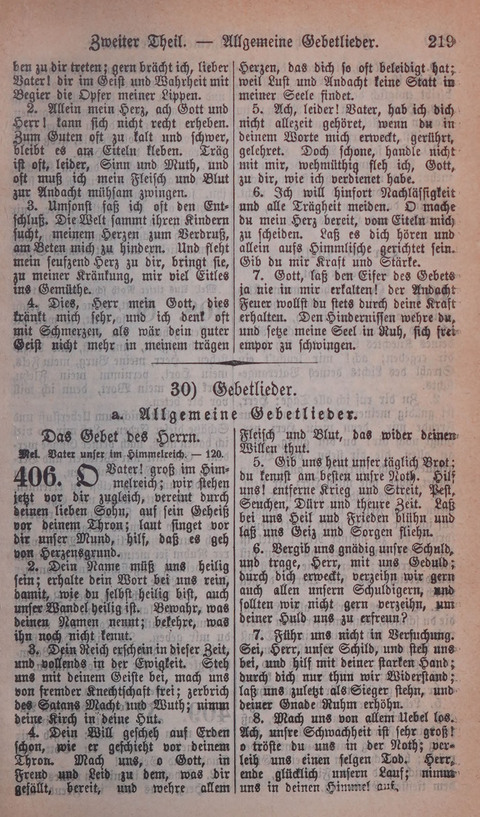 Zweiter Theil. — Allgemeine Gebetlieder. 219
ben zu dir treten; gern brächt ich, lieber
Vater! dir im Geist und Wahrheit mit
Begier die Opfer meiner Lippen.
2. Allein mein Herz, ach Gott und
Herr! kann sich nicht recht erheben.
Zum Guten ist zu kalt und schwer,
bleibt es am Eiteln kleben. Träg
ist oft, leider, Sinn und Muth, und
oft muß ich mein Fleisch und Blut
zur Andacht mühsam zwingen.
3. Umsonst faß ich oft den Ent-
schluß. Die Welt sammt ihren Kindern
sucht, meinem Herzen zum Verdruß,
am Beten mich zu hindern. Und fleht
mein seufzend Herz zu dir, bringt sie,
zu meiner Kränkung, mir viel Eitles
ins Gemüthe.
4. Dies, Herr mein Gott, dies
kränkt mich sehr, und ich denk oft
mit Schmerzen, als wär dein guter
Geist nicht mehr in meinem trägen
Herzen, das dich so oft beleidigt hat;
weil Lust und Andacht keine Statt in
meiner Seele findet.
5. Ach, leider! Vater, hab ich dich
nicht allezeit gehöret, wenn du in
deinem Worte mich erweckt, gerührt,
gelehret. Doch schone, handle nicht
mit mir, wehmüthig fleh ich, Gott,
zu dir, wie ich verdienet habe.
6. Ich will hinfort Nachlässigkeit
und alle Trägheit meiden. O mache
du mein Herz bereit, vom Eiteln mich
zu scheiden. Laß es dich hören und
allein aufs Himmlische gerichtet sein.
Gib du mir Kraft und Stärke.
7. Gott, laß den Eifer des Gebets
ja nie in mir erkalten! der Andacht
Feuer wollst du stets durch deine Kraft
erhalten. Den Hindernissen wehre du,
und setze meine Seel in Ruh, sich frei
empor zu schwingen.
30) Gebetlieder.
a. Allgemeine Gebetlieder.
Das Gebet des Herrn.
Mel. Vater unser im Himmelreich. — 120.
406. O Vater! groß im Him-
melreich; wir stehen
jetzt vor dir zugleich, vereint durch
deinen lieben Sohn, auf sein Geheiß
vor deinem Thron; laut singet vor
dir unser Mund, hilf, daß es geh
von Herzensgrund.
2. Dein Name müß uns heilig
sein; erhalte dein Wort bei uns rein,
damit, wie du selbst heilig bist, auch
unser Wandel heilig ist. Bewahr, was
deinen Namen nennt; bekehre, was
ihn noch nicht kennt.
3. Dein Reich erschein in dieser Zeit,
und vollends in der Ewigkeit. Steh
uns mit deinem Geiste bei, mach uns
von fremder Knechtschaft frei; zerbrich
des Satans Macht und Wuth; nimm
deine Kirch in deine Hut.
4. Dein Will gescheh auf Erden
schon, wie er geschieht vor deinem
Thron. Mach uns, o Gott, in
Freud und Leid zu dem, was dir
gefällt, bereit, und wehre allem
Fleisch und Blut, das wider deinen
Willen thut.
5. Gib uns heut unser täglich Brot;
du kennst am besten unsre Noth. Hilf
uns! entferne Krieg und Streit, Pest,
Seuchen, Dürr und theure Zeit. Laß
bei uns Heil und Frieden blühn und
laß uns Geiz und Sorgen fliehn.
6. Vergib uns gnädig unsre Schuld,
und trage, Herr, mit uns Geduld;
durch dich erweckt, verzeihn wir gern
auch allen unsern Schuldigern, und
sollten wir nicht gern verzeihn, um
deiner Huld uns zu erfreun?
7. Führ uns nicht in Versuchung.
Sei, Herr, unser Schild, und steh uns
bei, und hilf mit deiner starken Hand;
durch dich nur thun wir Widerstand;
laß uns zuletzt als Sieger stehn, und
deiner Gnade Ruhm erhöhn.
8. Mach uns von allem Uebel los.
Ach, unsre Schwachheit ist sehr groß!
o tröste du uns in der Noth; ver-
leih uns einen selgen Tod. Herr,
ende glücklich unsern Lauf; nimm
uns in deinen Himmel auf.